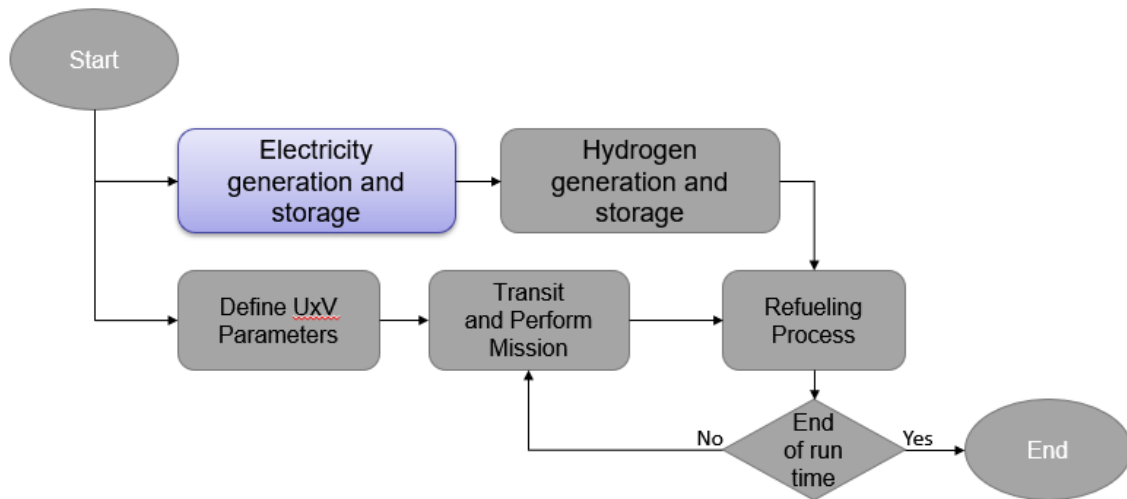 Start
Electricity
generation and
storage
Hydrogen
generation and
storage
Define UxV
Parameters
Transit
and Perform
Mission
Refueling
Process
No
End
of run
time
Yes
End